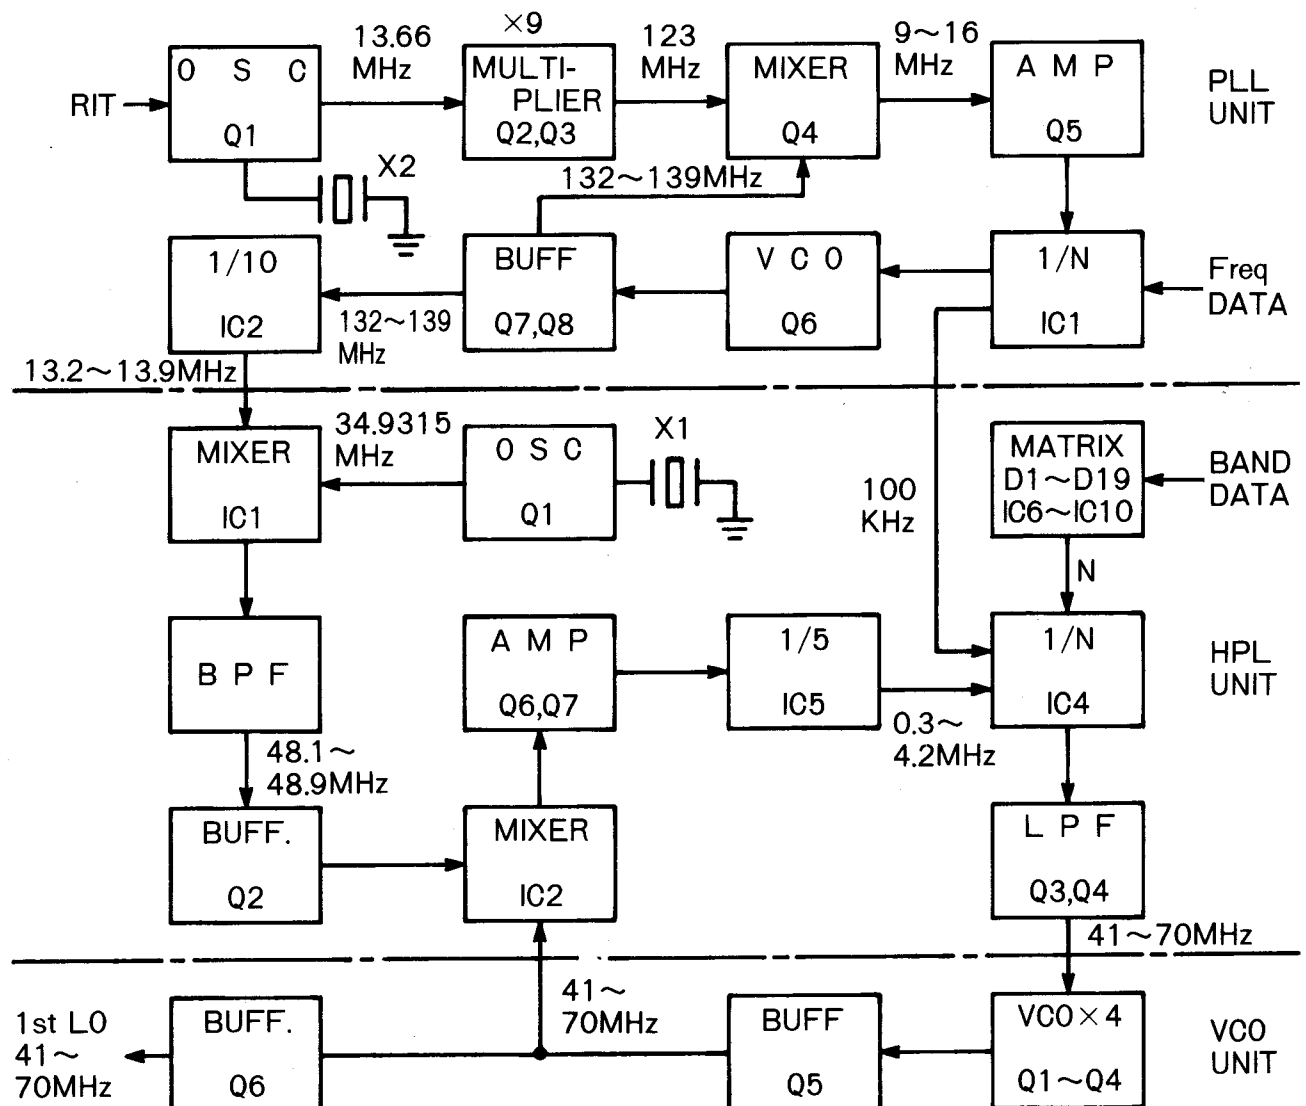 RIT
O S C
Q1
13.66
MHz
×9
MULTI-
PLIER
Q2,Q3
123
MHz
MIXER
Q4
9~16
MHz
A M P
Q5
PLL
UNIT
X2
132~139MHz
1/10
IC2
132~139
MHz
BUFF
Q7,Q8
V C O
Q6
1/N
IC1
Freq
DATA
13.2~13.9MHz
MIXER
IC1
34.9315
MHz
O S C
Q1
X1
100
KHz
MATRIX
D1~D19
IC6~IC10
BAND
DATA
N
B P F
A M P
Q6,Q7
1/5
IC5
1/N
IC4
HPL
UNIT
0.3~
4.2MHz
48.1~
48.9MHz
BUFF.
Q2
MIXER
IC2
L P F
Q3,Q4
41~70MHz
1st LO
41~
70MHz
BUFF.
Q6
41~
70MHz
BUFF
Q5
VCO×4
Q1~Q4
VCO
UNIT